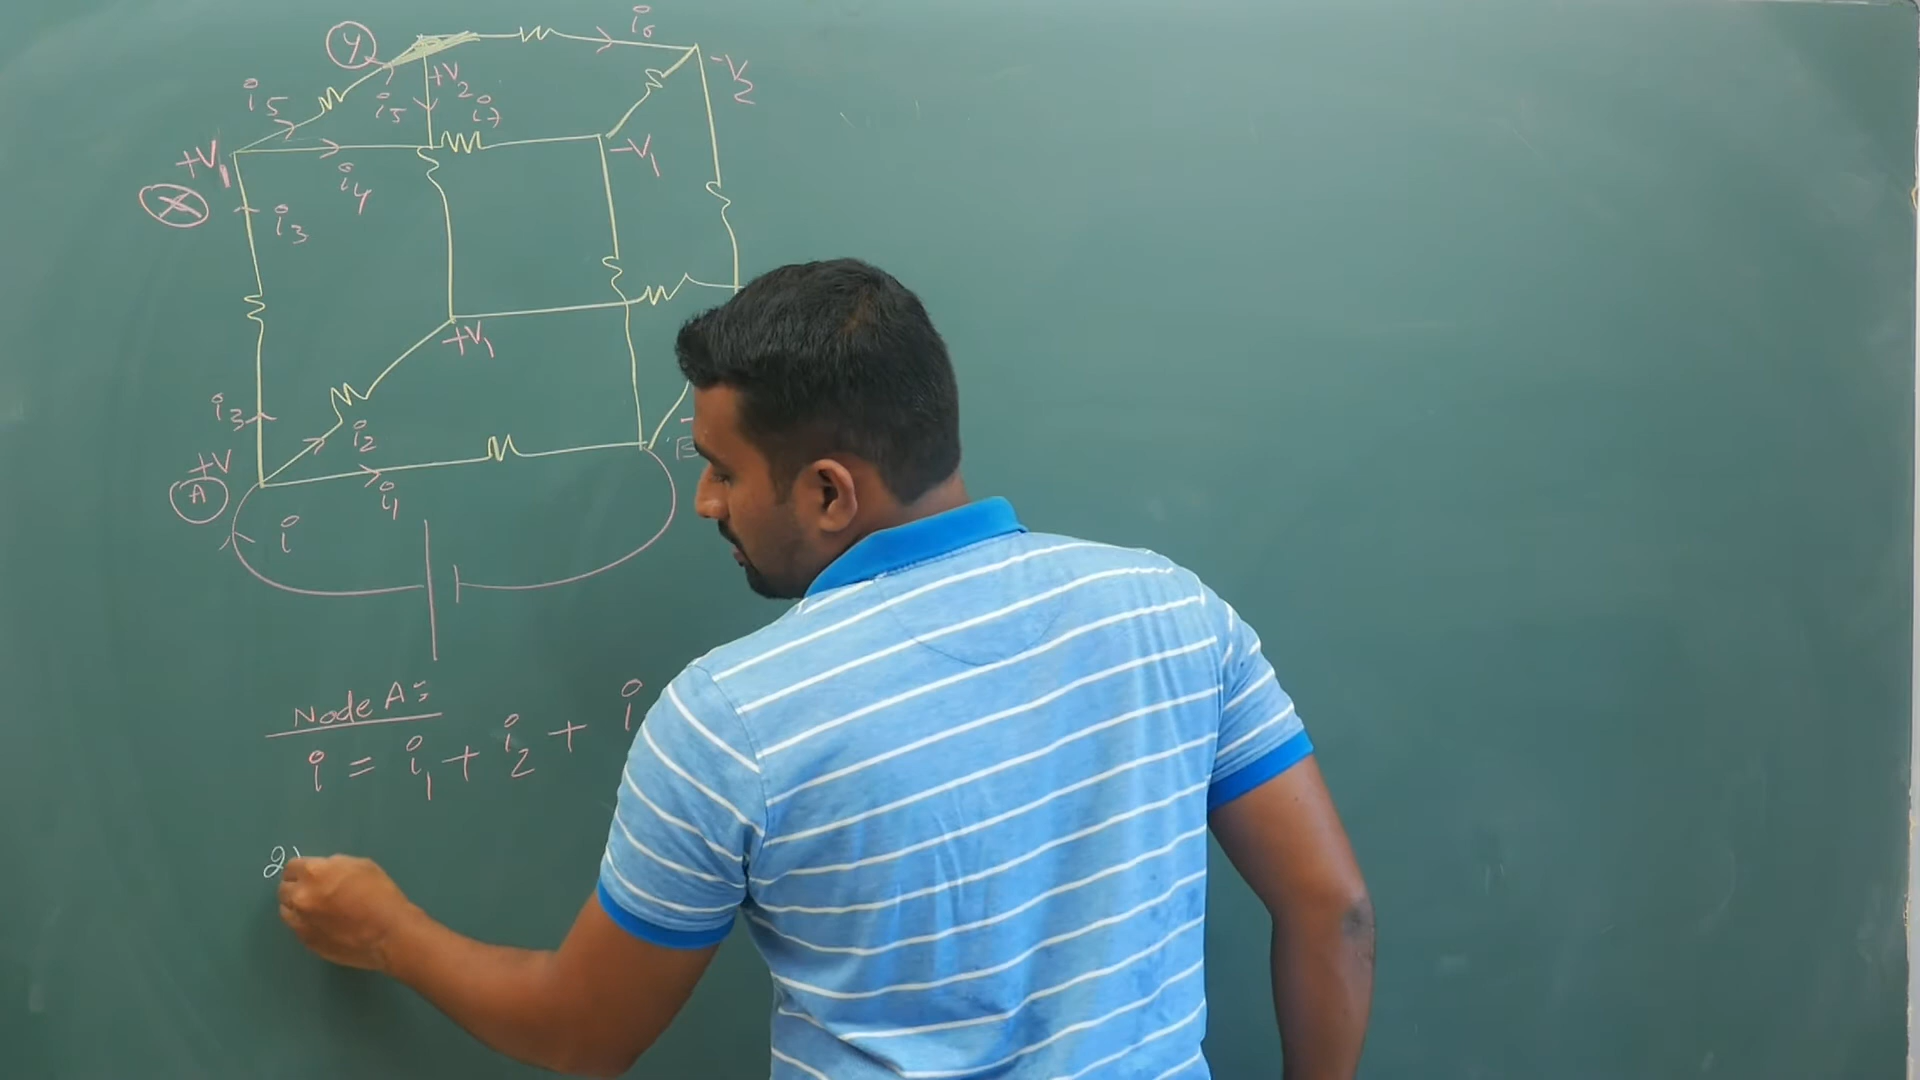 Y
i6
+V2
-V2
i5
i5
i7
+V1
-V1
i4
X
i3
+V1
i3
i2
+V
B
A
i1
i
Node A:
i = i1 + i2 + i
2